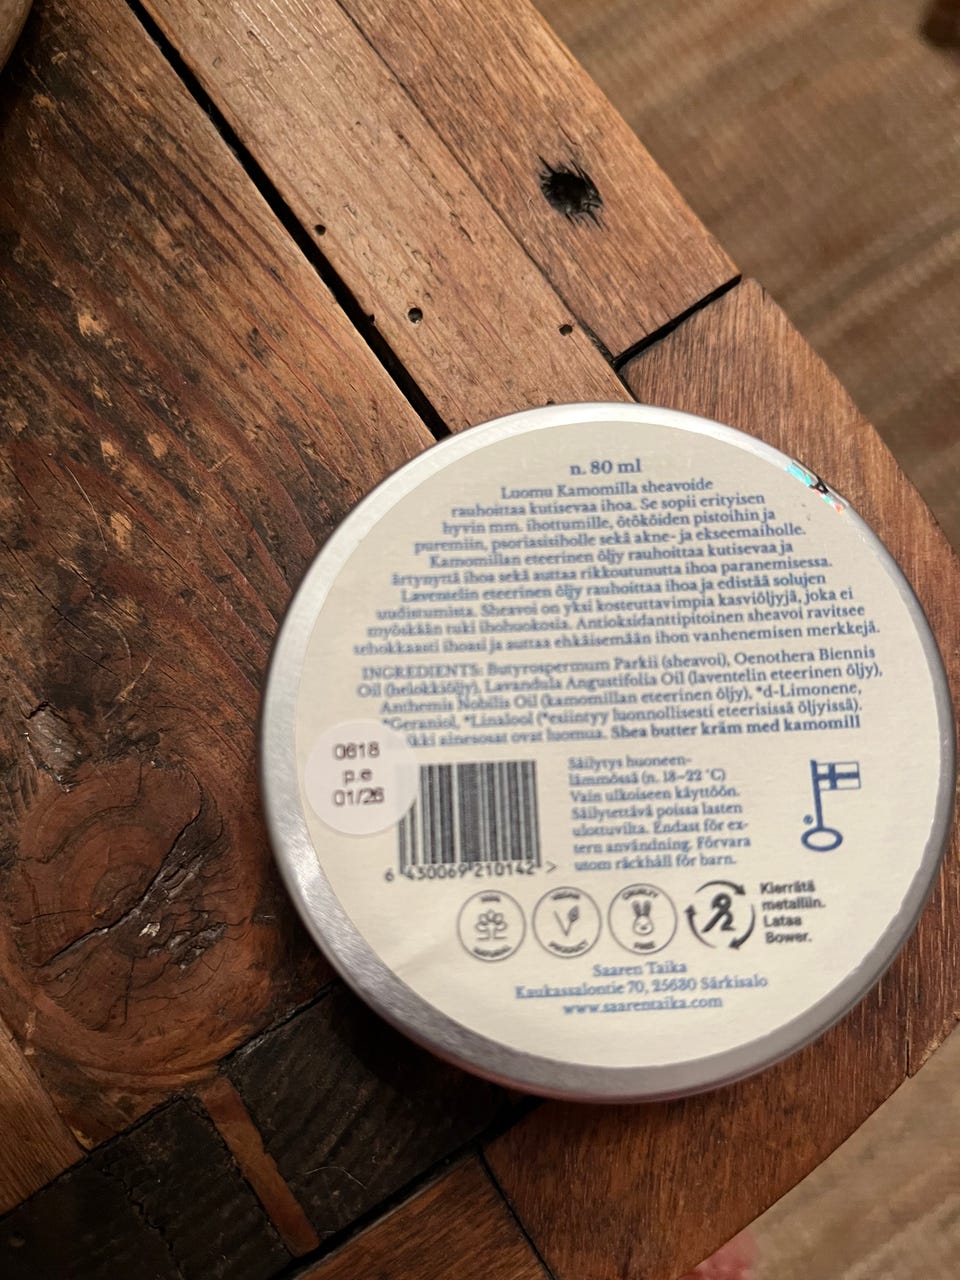 n. 80 ml
Luomu Kamomilla sheavoide
rauhoittaa kutisevaa ihoa. Se sopii erityisen
hyvin mm. ihottumille, ötököiden pistoihin ja
puremiin, psoriasisiholle sekä akne- ja ekseemaiholle.
Kamomillan eteerinen öljy rauhoittaa kutisevaa ja
ärtynyttä ihoa sekä auttaa rikkoutunutta ihoa paranemisessa.
Laventelin eteerinen öljy rauhoittaa ihoa ja edistää solujen
uudistumista. Sheavoi on yksi kosteuttavimpia kasviöljyjä, joka ei
myöskään tuki ihohuokosia. Antioksidanttipitoinen sheavoi ravitsee
tehokkaasti ihoasi ja auttaa ehkäisemään ihon vanhenemisen merkkejä.
INGREDIENTS: Butyrospermum Parkii (sheavoi), Oenothera Biennis
Oil (helokkiöljy), Lavandula Angustifolia Oil (laventelin eteerinen öljy),
Anthemis Nobilis Oil (kamomillan eteerinen öljy), *d-Limonene,
*Geraniol, *Linalool (*esiintyy luonnollisesti eteerisissä öljyissä).
ainesosat ovat luomua. Shea butter kräm med kamomill
0618
p.e
01/26
6 430069 210142 >
Säilytys huoneen-
lämmössä (n. 18–22 °C)
Vain ulkoiseen käyttöön.
Säilytettävä poissa lasten
ulottuvilta. Endast för ex-
tern användning. Förvara
utom räckhåll för barn.
NATURAL
VEGAN PRODUCT
CRUELTY FREE
Kierrätä
metalliin.
Lataa
Bower.
Saaren Taika
Kaukassalontie 70, 25680 Särkisalo
www.saarentaika.com